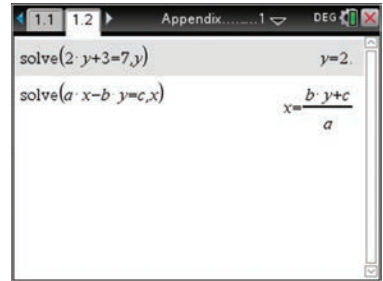 1.1 1.2 Appendix.......1 DEG
solve(2·y+3=7,y) y=2.
solve(a·x−b·y=c,x) x=b·y+c
a